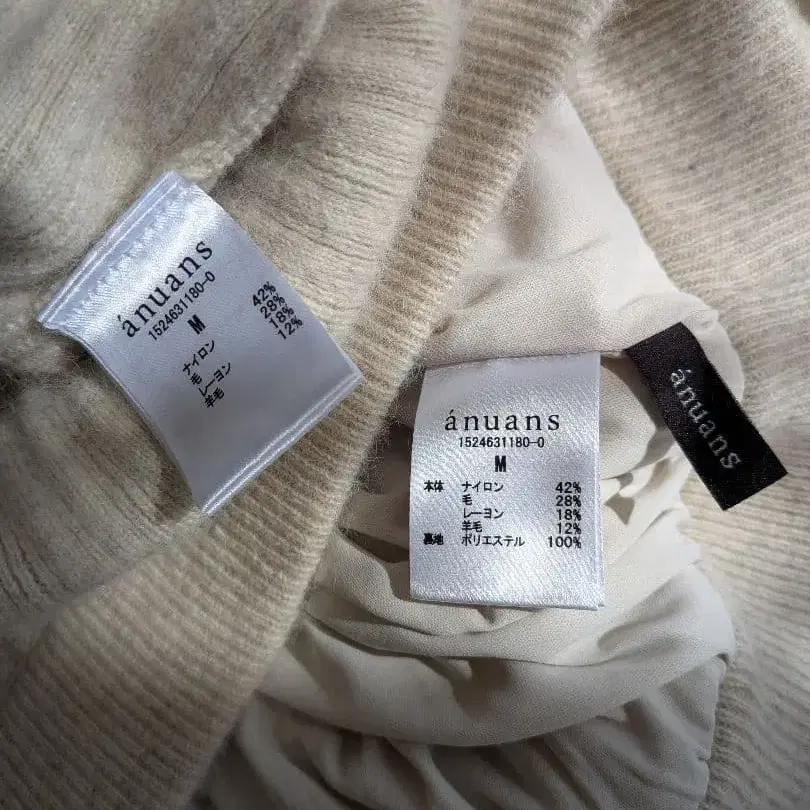 ánuans
1524631180-0
M
ナイロン 42%
毛 28%
レーヨン 18%
羊毛 12%
ánuans
1524631180-0
M
本体 ナイロン 42%
毛 28%
レーヨン 18%
羊毛 12%
裏地 ポリエステル 100%
ánuans